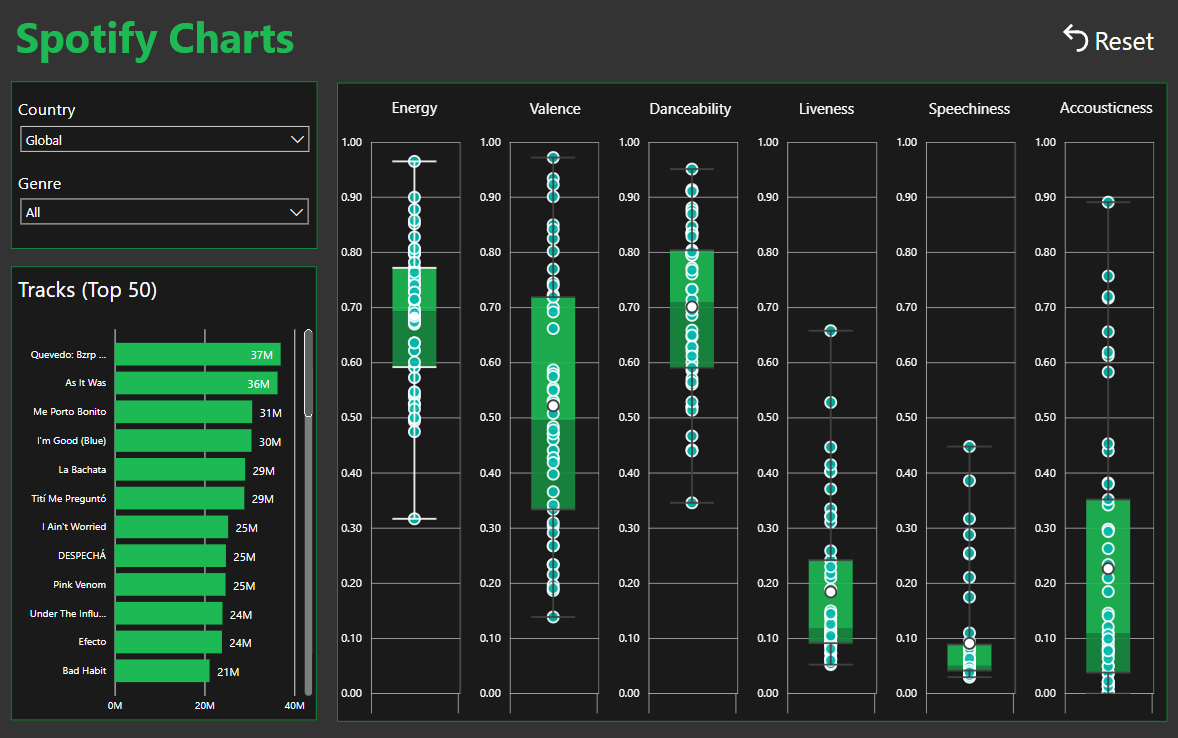 Spotify Charts
Reset
Country
Global
Genre
All
Tracks (Top 50)
Quevedo: Bzrp ... 37M
As It Was 36M
Me Porto Bonito 31M
I'm Good (Blue) 30M
La Bachata 29M
Tití Me Preguntó 29M
I Ain't Worried 25M
DESPECHÁ 25M
Pink Venom 25M
Under The Influ... 24M
Efecto 24M
Bad Habit 21M
0M 20M 40M
Energy Valence Danceability Liveness Speechiness Accousticness
1.00 1.00 1.00 1.00 1.00 1.00
0.90 0.90 0.90 0.90 0.90 0.90
0.80 0.80 0.80 0.80 0.80 0.80
0.70 0.70 0.70 0.70 0.70 0.70
0.60 0.60 0.60 0.60 0.60 0.60
0.50 0.50 0.50 0.50 0.50 0.50
0.40 0.40 0.40 0.40 0.40 0.40
0.30 0.30 0.30 0.30 0.30 0.30
0.20 0.20 0.20 0.20 0.20 0.20
0.10 0.10 0.10 0.10 0.10 0.10
0.00 0.00 0.00 0.00 0.00 0.00